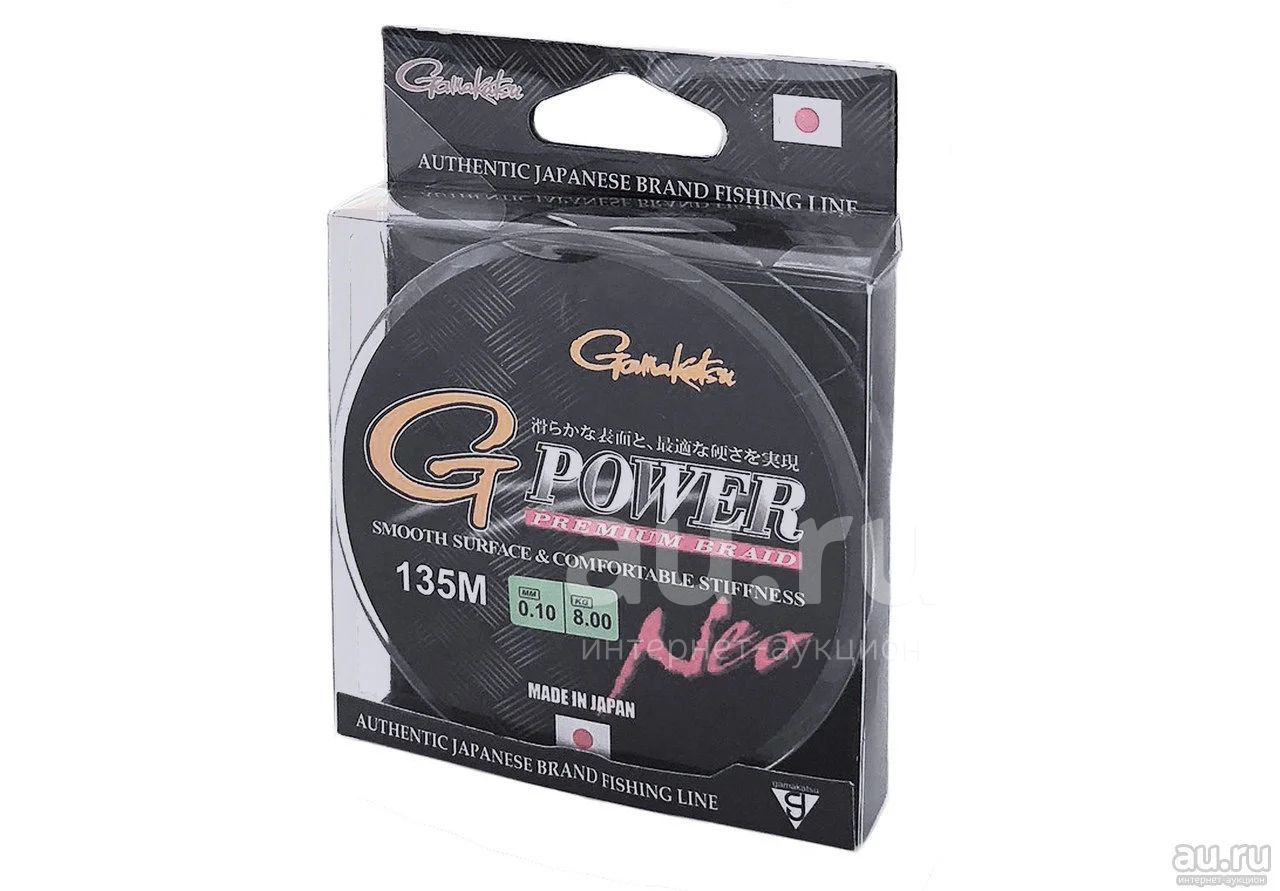 Gamakatsu
AUTHENTIC JAPANESE BRAND FISHING LINE
Gamakatsu
滑らかな表面と、最適な硬さを実現
G POWER
PREMIUM BRAID
SMOOTH SURFACE & COMFORTABLE STIFFNESS
135M
MM KG
0.10 8.00
Neo
MADE IN JAPAN
AUTHENTIC JAPANESE BRAND FISHING LINE
gamakatsu
au.ru
интернет-аукцион
au.ru
интернет-аукцион